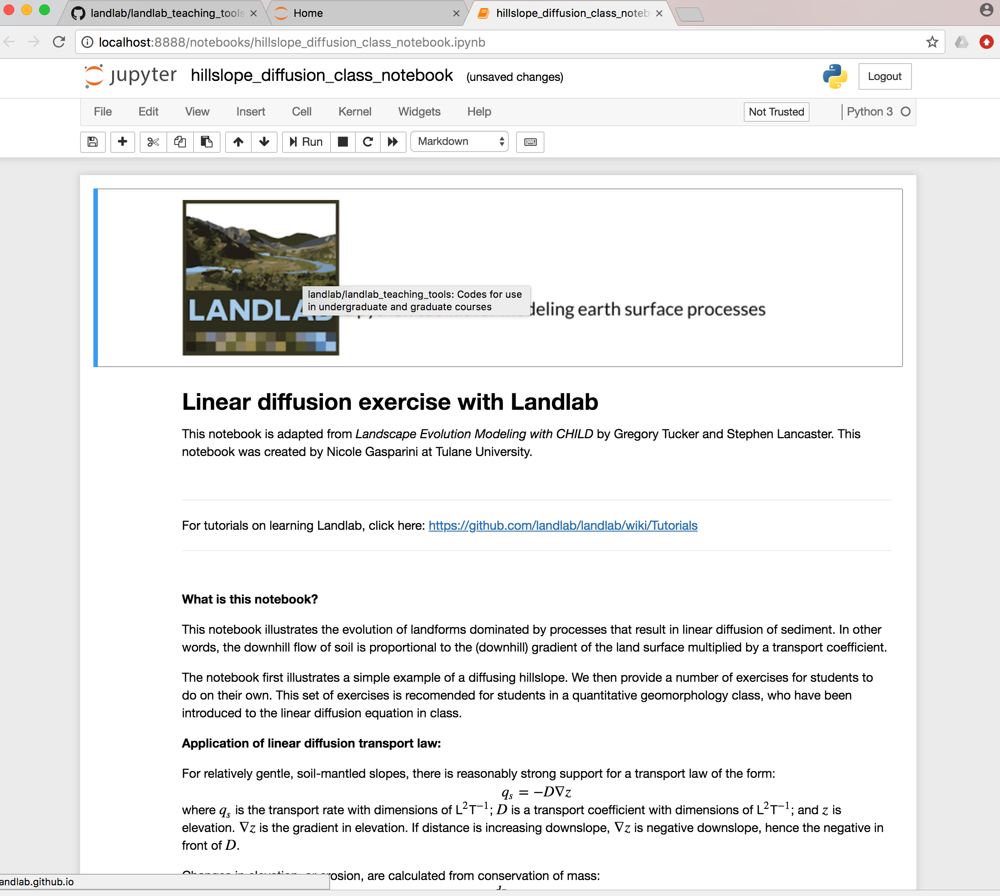 landlab/landlab_teaching_tools
Home
hillslope_diffusion_class_noteb
localhost:8888/notebooks/hillslope_diffusion_class_notebook.ipynb
jupyter hillslope_diffusion_class_notebook (unsaved changes)
Logout
File Edit View Insert Cell Kernel Widgets Help
Not Trusted
Python 3
Run
Markdown
landlab/landlab_teaching_tools: Codes for use
in undergraduate and graduate courses
LANDLAB
deling earth surface processes
Linear diffusion exercise with Landlab
This notebook is adapted from Landscape Evolution Modeling with CHILD by Gregory Tucker and Stephen Lancaster. This
notebook was created by Nicole Gasparini at Tulane University.
For tutorials on learning Landlab, click here: https://github.com/landlab/landlab/wiki/Tutorials
What is this notebook?
This notebook illustrates the evolution of landforms dominated by processes that result in linear diffusion of sediment. In other
words, the downhill flow of soil is proportional to the (downhill) gradient of the land surface multiplied by a transport coefficient.
The notebook first illustrates a simple example of a diffusing hillslope. We then provide a number of exercises for students to
do on their own. This set of exercises is recomended for students in a quantitative geomorphology class, who have been
introduced to the linear diffusion equation in class.
Application of linear diffusion transport law:
For relatively gentle, soil-mantled slopes, there is reasonably strong support for a transport law of the form:
qₛ = −D∇z
where qₛ is the transport rate with dimensions of L²T⁻¹; D is a transport coefficient with dimensions of L²T⁻¹; and z is
elevation. ∇z is the gradient in elevation. If distance is increasing downslope, ∇z is negative downslope, hence the negative in
front of D.
Changes in elevation, or erosion, are calculated from conservation of mass:
andlab.github.io